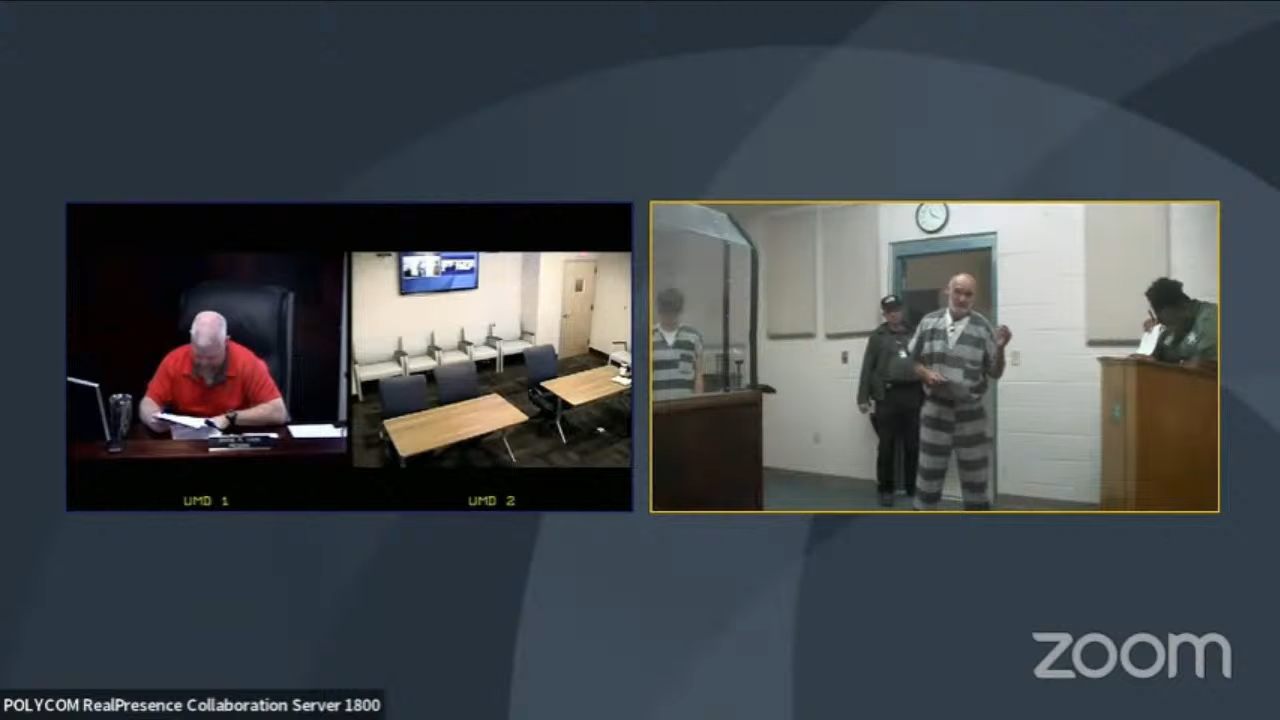 UMD 1
UMD 2
zoom
POLYCOM RealPresence Collaboration Server 1800